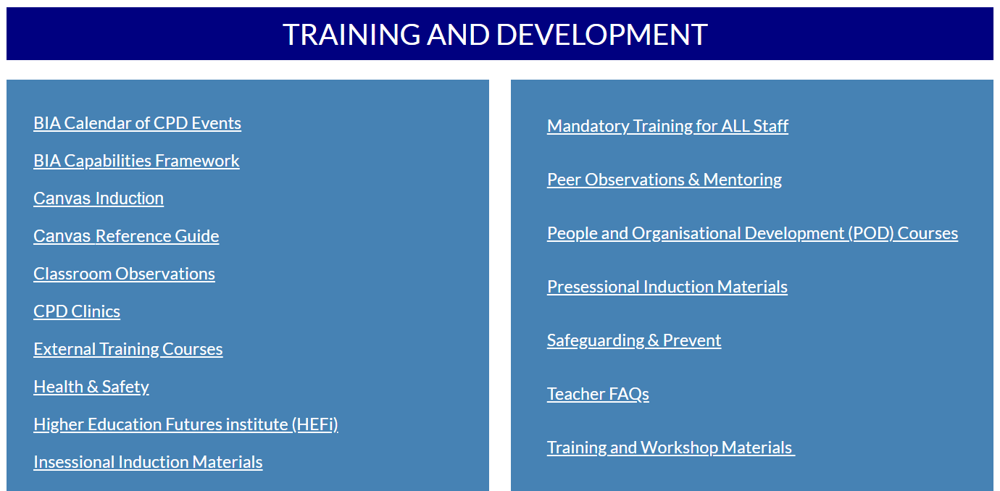 TRAINING AND DEVELOPMENT
BIA Calendar of CPD Events
BIA Capabilities Framework
Canvas Induction
Canvas Reference Guide
Classroom Observations
CPD Clinics
External Training Courses
Health & Safety
Higher Education Futures institute (HEFi)
Insessional Induction Materials
Mandatory Training for ALL Staff
Peer Observations & Mentoring
People and Organisational Development (POD) Courses
Presessional Induction Materials
Safeguarding & Prevent
Teacher FAQs
Training and Workshop Materials